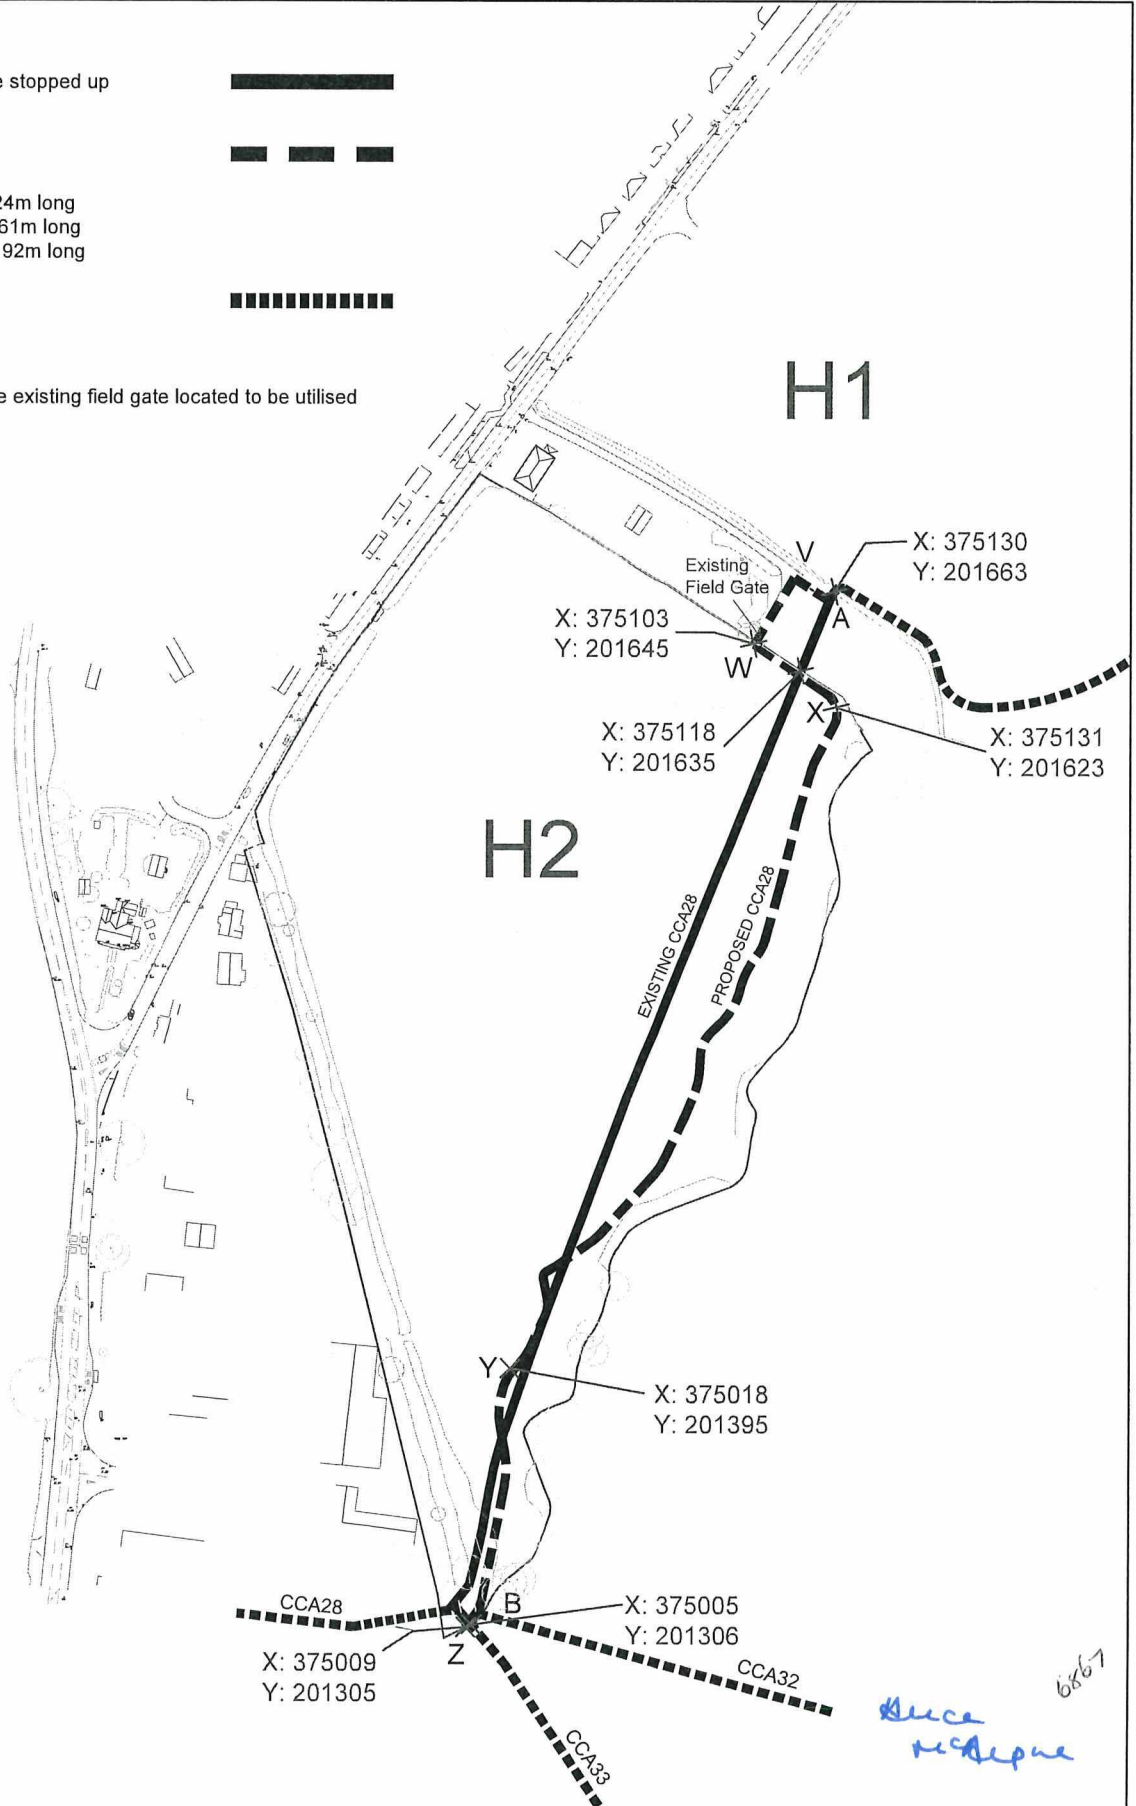 e stopped up
24m long
61m long
92m long
e existing field gate located to be utilised
H1
V
X: 375130
Y: 201663
Existing
Field Gate
A
X: 375103
Y: 201645
W
X
X: 375118
Y: 201635
X: 375131
Y: 201623
H2
EXISTING CCA28
PROPOSED CCA28
Y
X: 375018
Y: 201395
CCA28
B
X: 375005
Y: 201306
Z
X: 375009
Y: 201305
CCA32
CCA33
6867